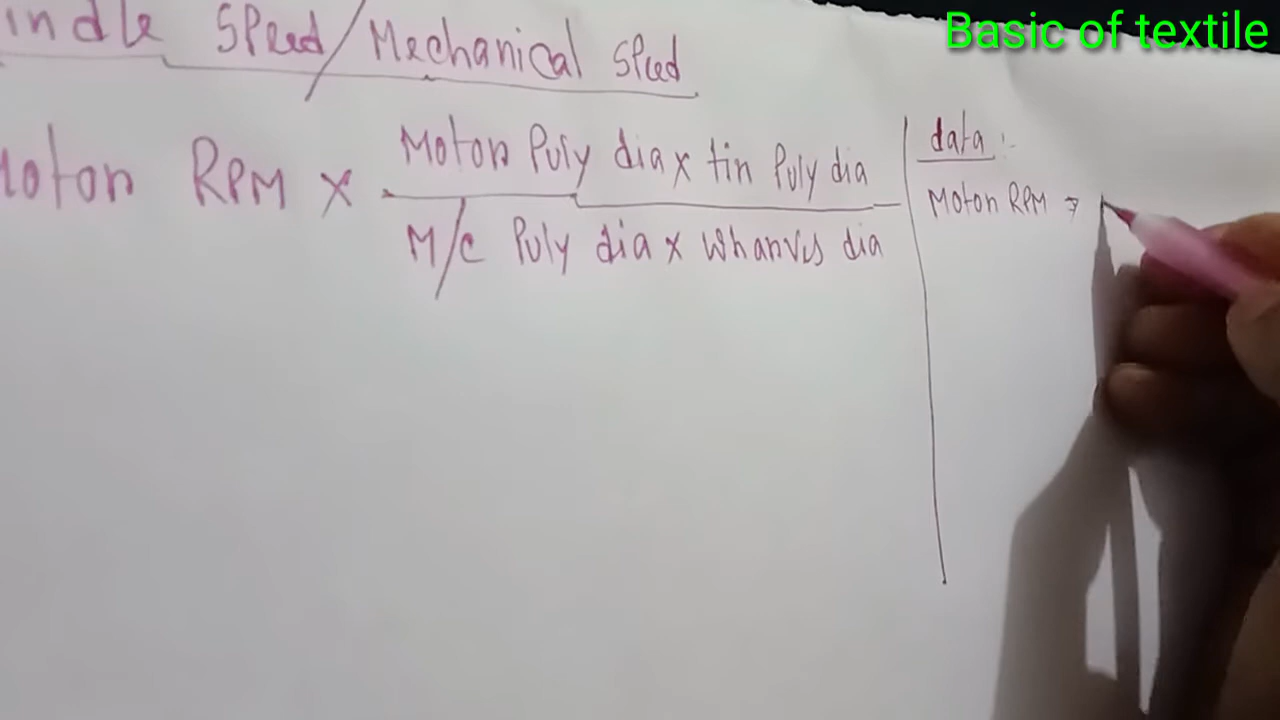 Basic of textile
indle Speed/Mechanical Speed
Motor RPM x Motor Puly dia x tin Puly dia
M/C Puly dia x Wharves dia
data :-
Motor RPM =